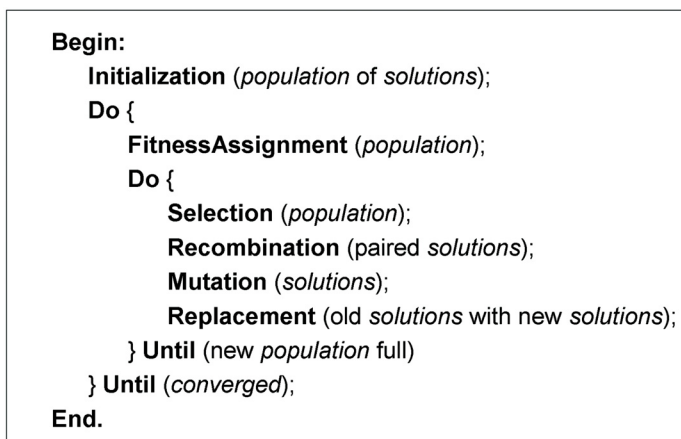 Begin:
Initialization (population of solutions);
Do {
FitnessAssignment (population);
Do {
Selection (population);
Recombination (paired solutions);
Mutation (solutions);
Replacement (old solutions with new solutions);
} Until (new population full)
} Until (converged);
End.